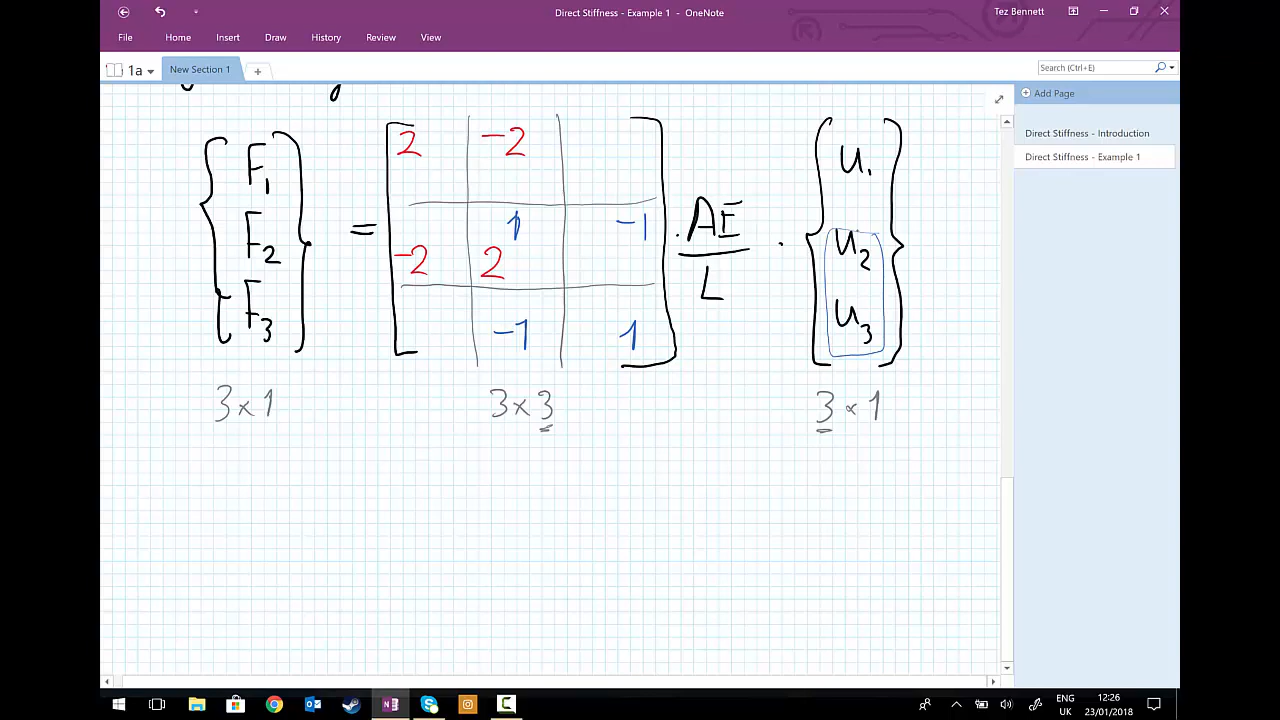 Direct Stiffness - Example 1 - OneNote
Tez Bennett
File Home Insert Draw History Review View
1a New Section 1 +
Search (Ctrl+E)
Add Page
Direct Stiffness - Introduction
Direct Stiffness - Example 1
F1 2 -2 u1
F2 = 1 -1 . AE . u2
-2 2 L
F3 -1 1 u3
3 x 1 3 x 3 3 x 1
ENG 12:26
UK 23/01/2018